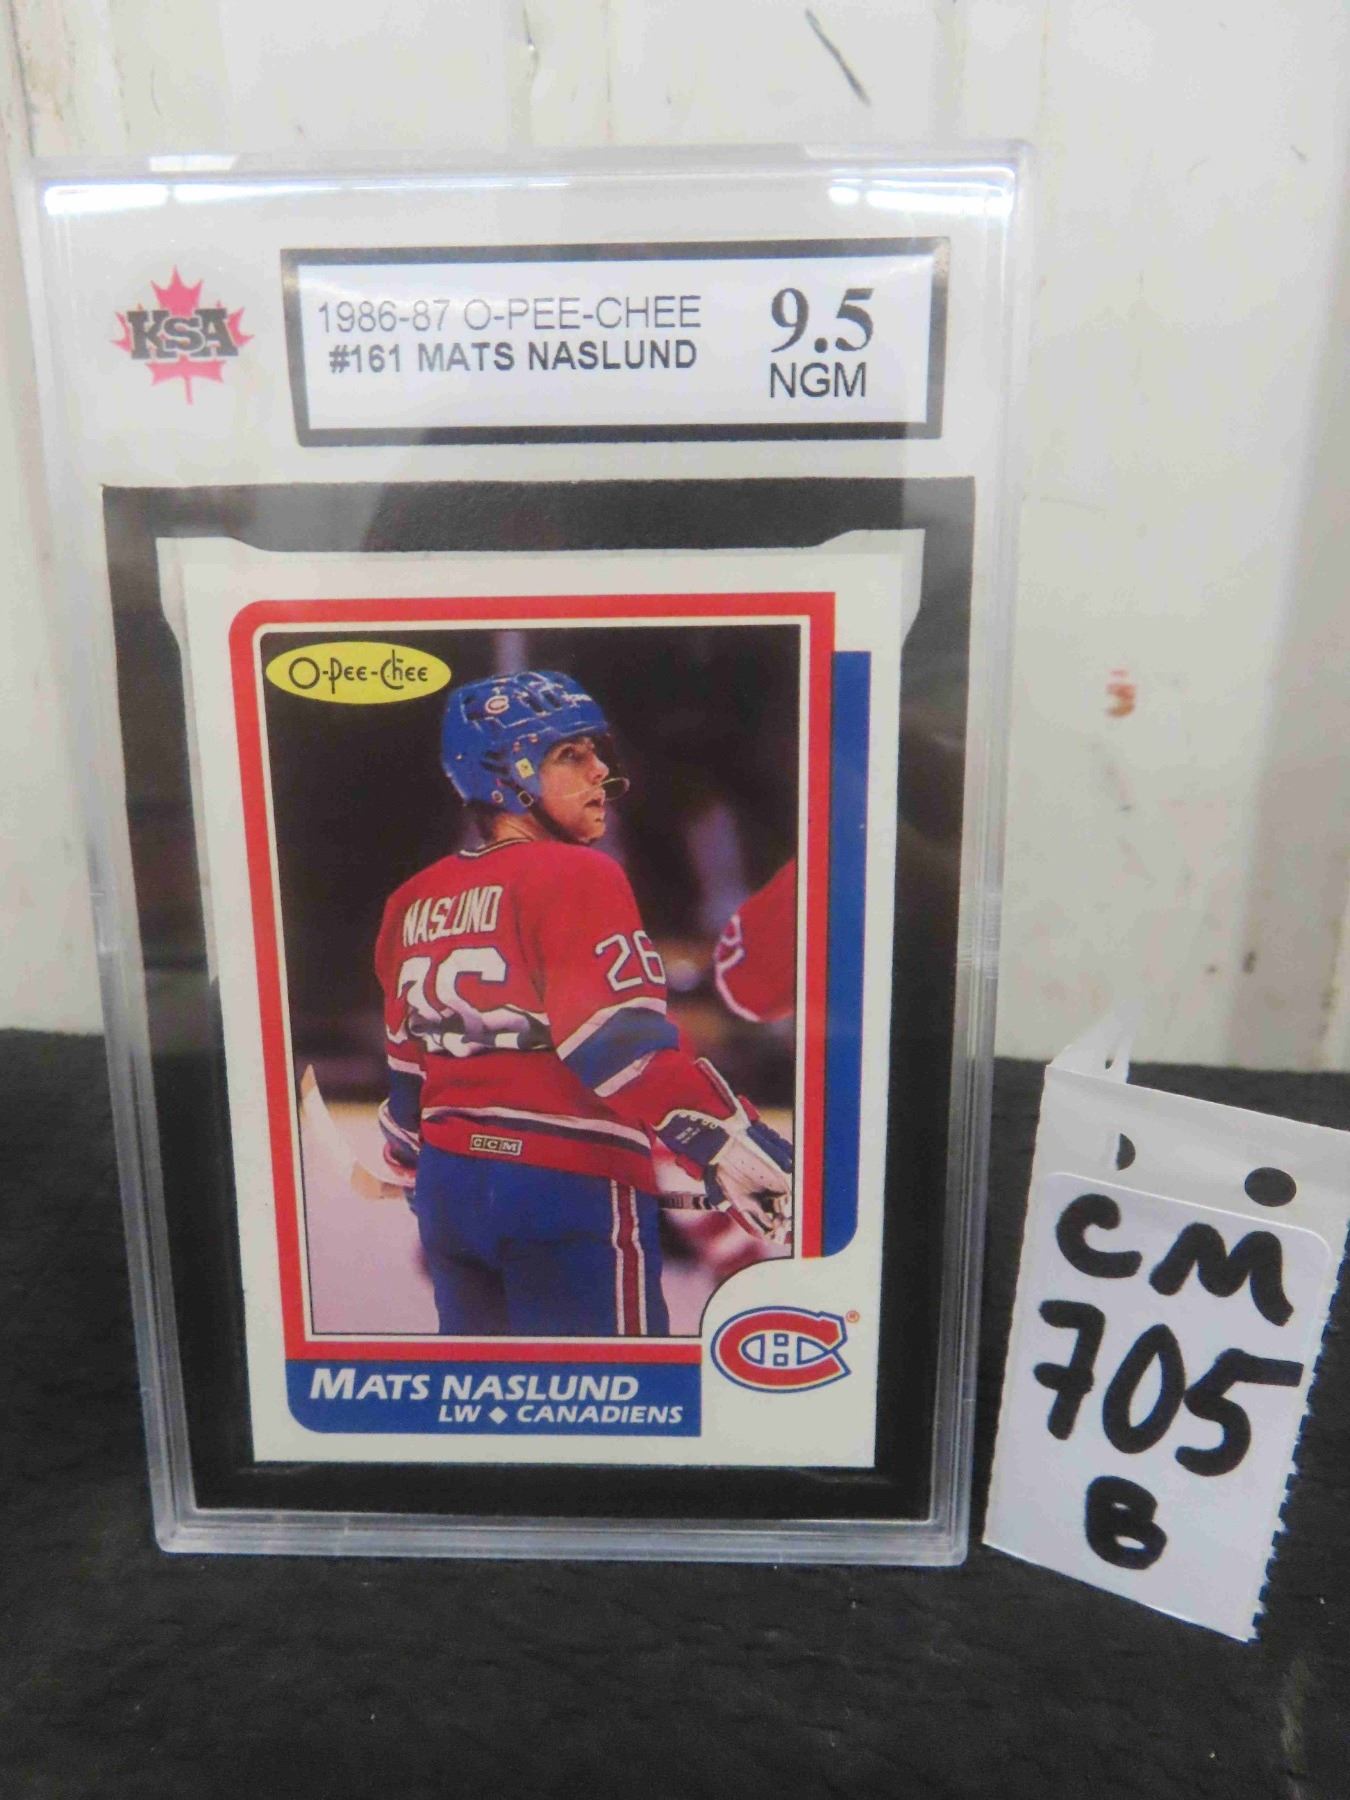 KSA
1986-87 O-PEE-CHEE
#161 MATS NASLUND
9.5
NGM
O-Pee-Chee
NASLUND
26
26
CCM
MATS NASLUND
LW ◆ CANADIENS
®
CM
705
B